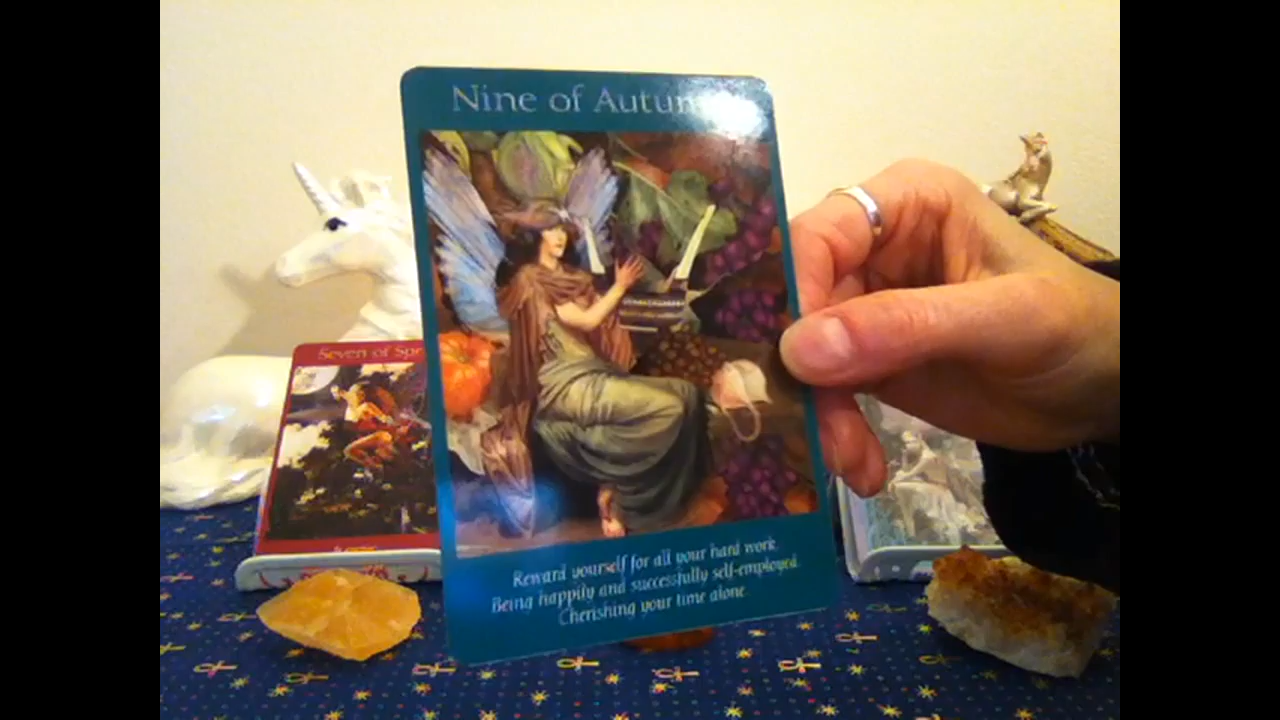 Nine of Autum
Seven of Spr
Reward yourself for all your hard work.
Being happily and successfully self-employed.
Cherishing your time alone.